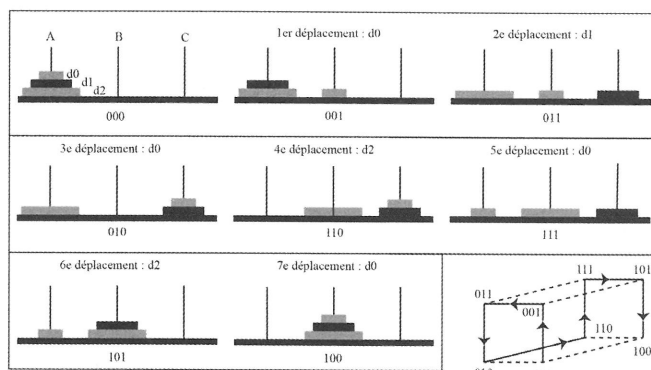 A B C
d0
d1
d2
000
1er déplacement : d0
001
2e déplacement : d1
011
3e déplacement : d0
010
4e déplacement : d2
110
5e déplacement : d0
111
6e déplacement : d2
101
7e déplacement : d0
100
111 101
011
001
110
100